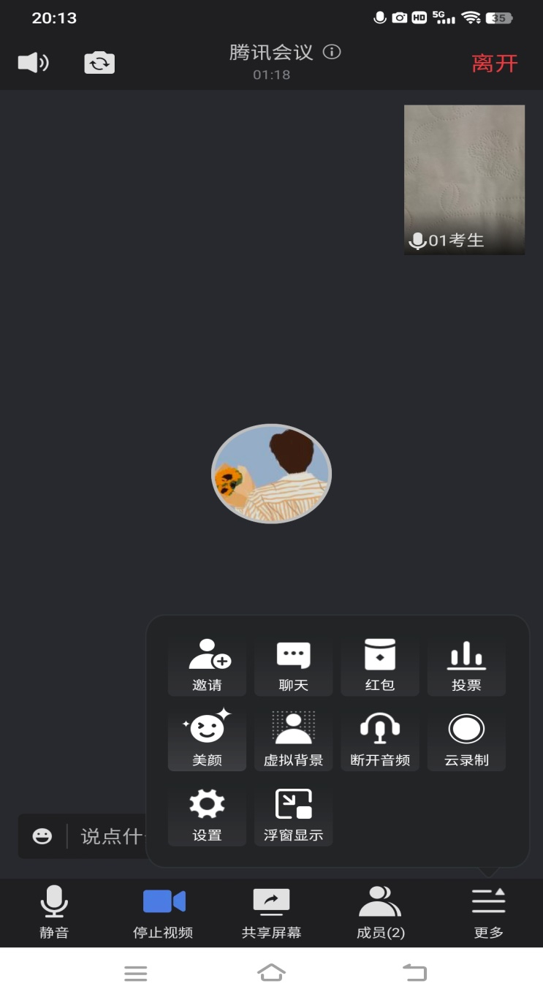 20:13
HD 5G 35
腾讯会议
01:18
离开
01考生
邀请 聊天 红包 投票
美颜 虚拟背景 断开音频 云录制
设置 浮窗显示
说点什
静音 停止视频 共享屏幕 成员(2) 更多